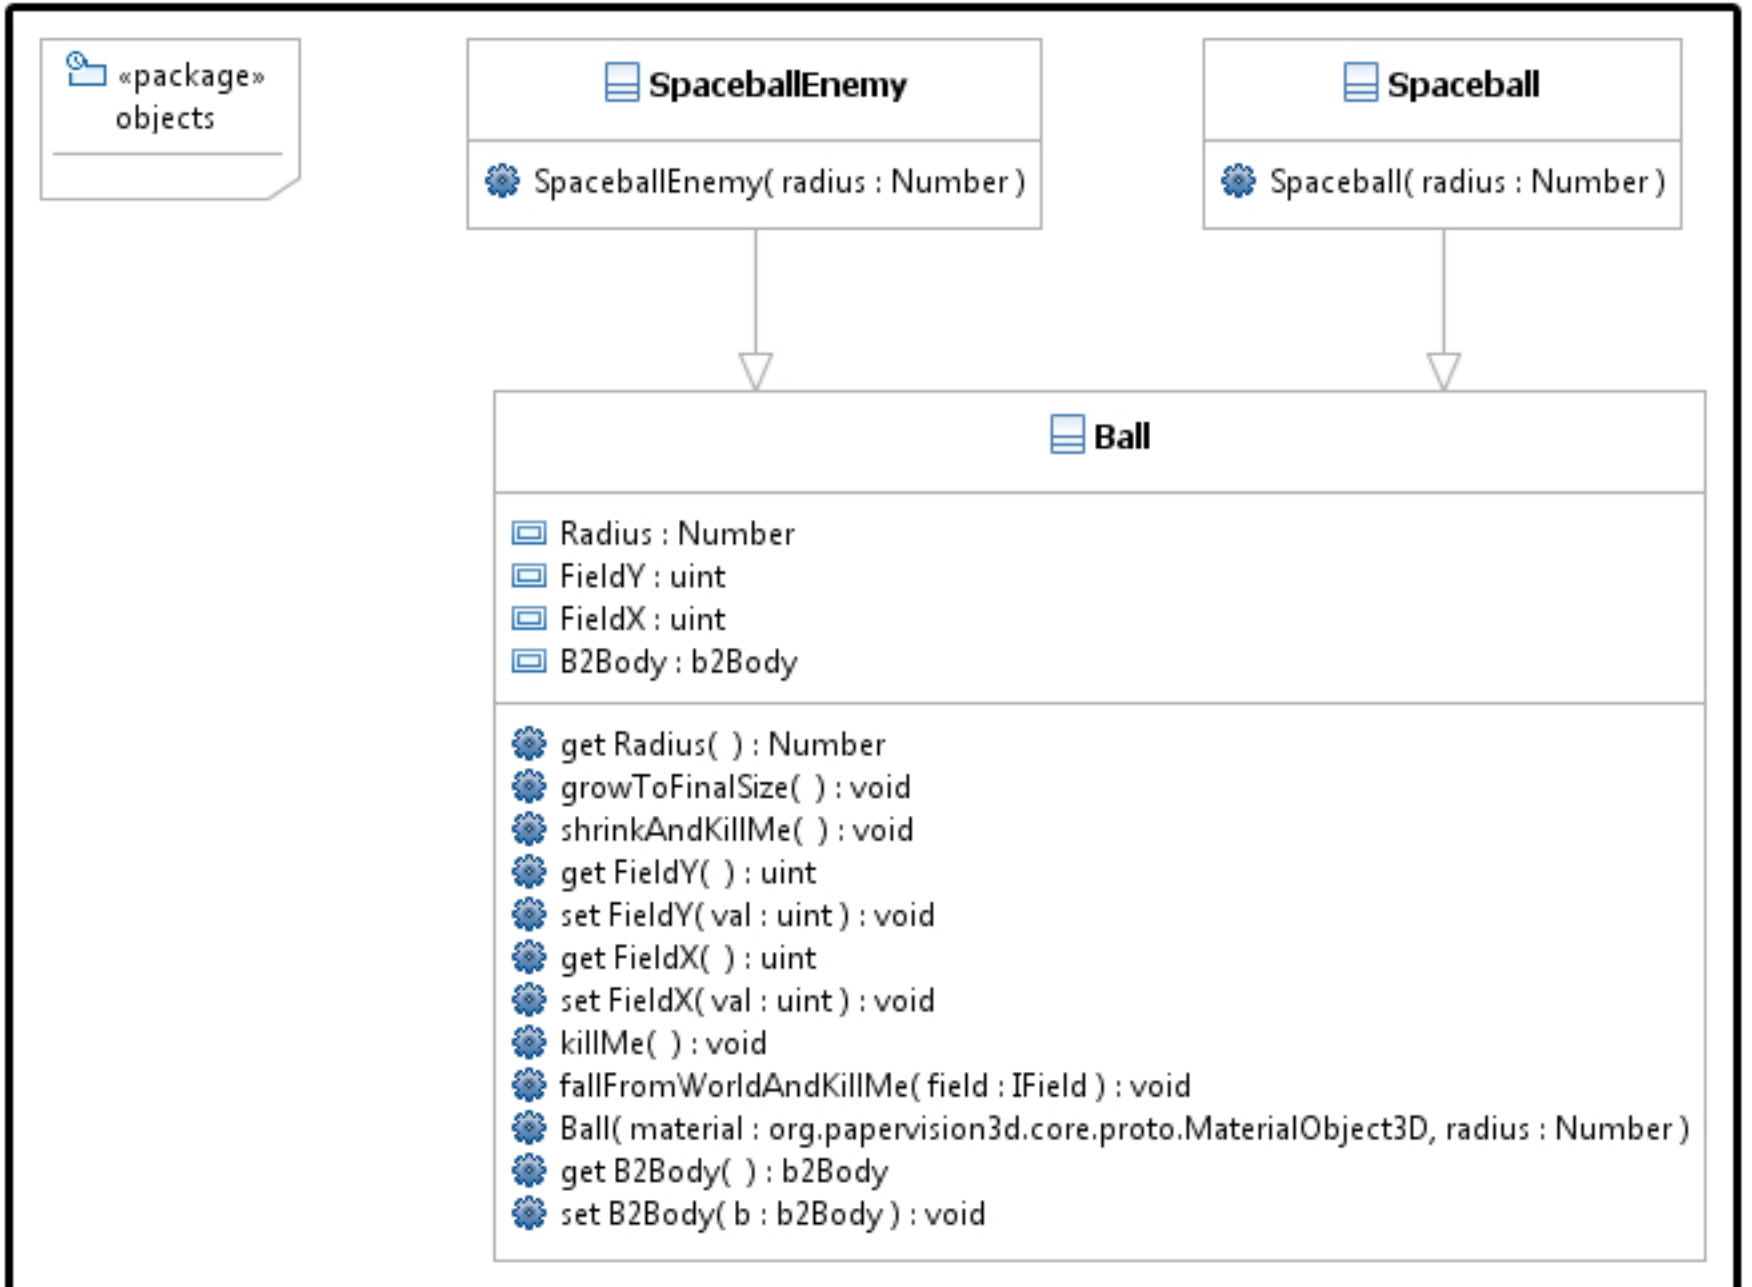 «package»
objects
SpaceballEnemy
SpaceballEnemy( radius : Number )
Spaceball
Spaceball( radius : Number )
Ball
Radius : Number
FieldY : uint
FieldX : uint
B2Body : b2Body
get Radius( ) : Number
growToFinalSize( ) : void
shrinkAndKillMe( ) : void
get FieldY( ) : uint
set FieldY( val : uint ) : void
get FieldX( ) : uint
set FieldX( val : uint ) : void
killMe( ) : void
fallFromWorldAndKillMe( field : IField ) : void
Ball( material : org.papervision3d.core.proto.MaterialObject3D, radius : Number )
get B2Body( ) : b2Body
set B2Body( b : b2Body ) : void